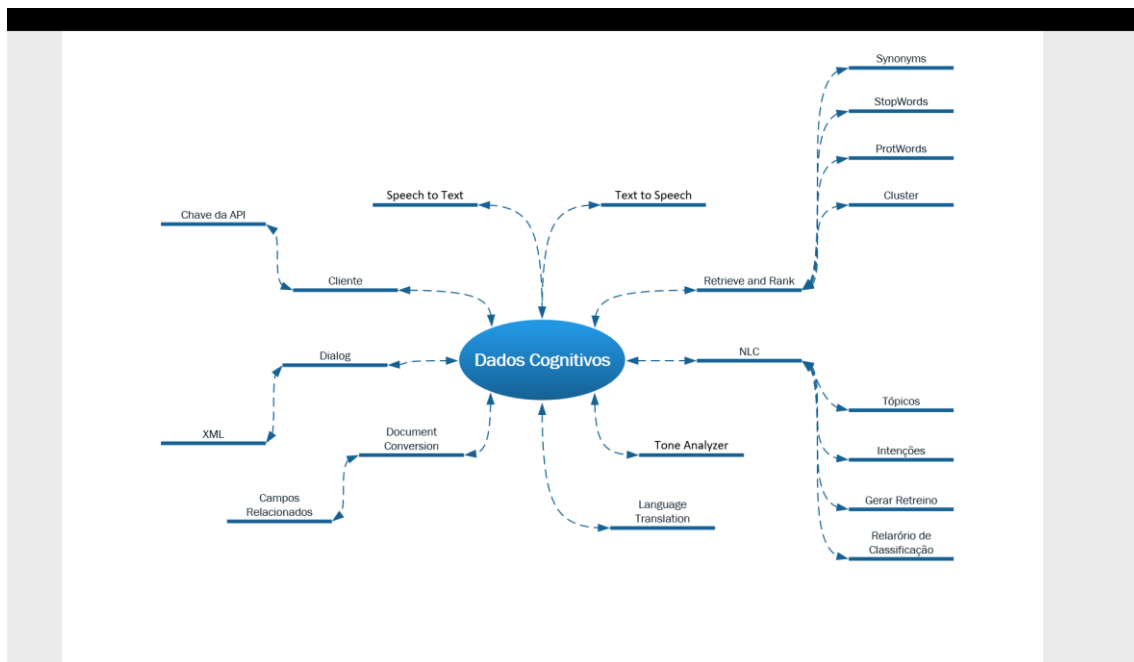 Synonyms
StopWords
ProtWords
Speech to Text
Text to Speech
Cluster
Chave da API
Cliente
Retrieve and Rank
Dialog
Dados Cognitivos
NLC
Tópicos
XML
Document
Conversion
Tone Analyzer
Intenções
Campos
Relacionados
Language
Translation
Gerar Retreino
Relarório de
Classificação